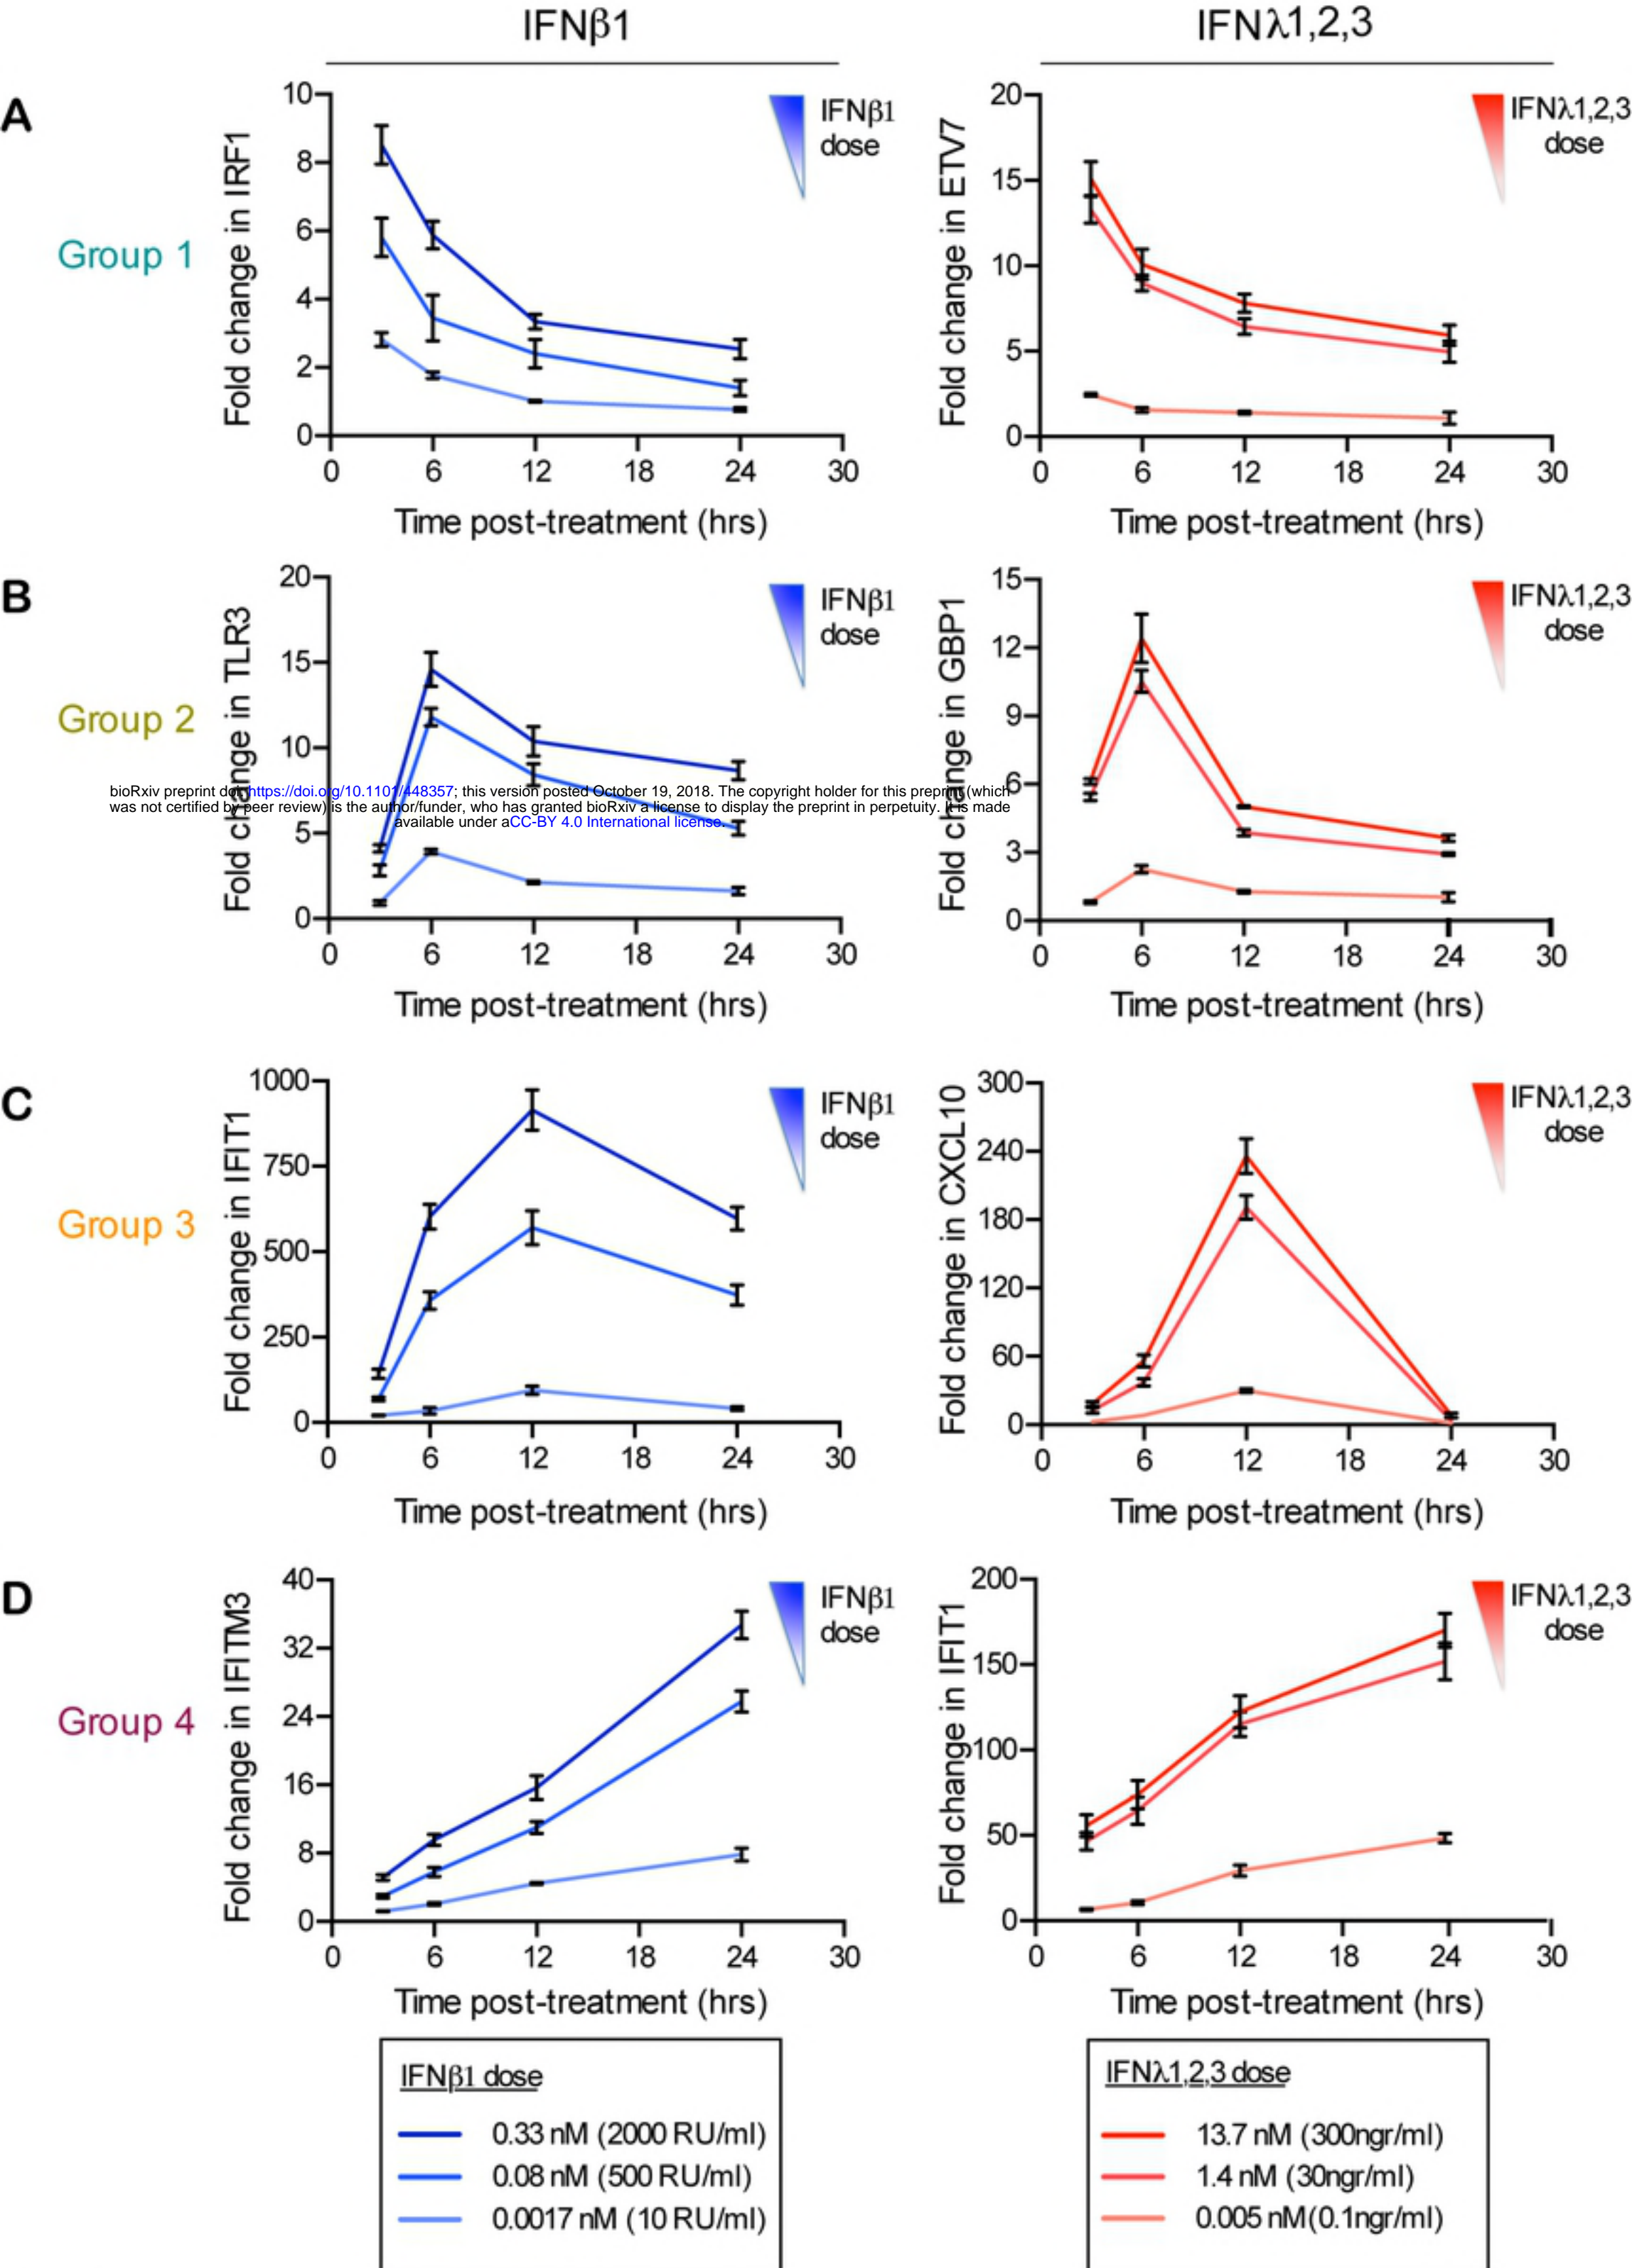 IFNβ1
IFNλ1,2,3
A
Group 1
Fold change in IRF1
10
8
6
4
2
0
0 6 12 18 24 30
Time post-treatment (hrs)
IFNβ1
dose
Fold change in ETV7
20
15
10
5
0
0 6 12 18 24 30
Time post-treatment (hrs)
IFNλ1,2,3
dose
B
Group 2
Fold change in TLR3
20
15
10
5
0
0 6 12 18 24 30
Time post-treatment (hrs)
IFNβ1
dose
Fold change in GBP1
15
12
9
6
3
0
0 6 12 18 24 30
Time post-treatment (hrs)
IFNλ1,2,3
dose
bioRxiv preprint doi: https://doi.org/10.1101/448357; this version posted October 19, 2018. The copyright holder for this preprint (which
was not certified by peer review) is the author/funder, who has granted bioRxiv a license to display the preprint in perpetuity. It is made
available under aCC-BY 4.0 International license.
C
Group 3
Fold change in IFIT1
1000
750
500
250
0
0 6 12 18 24 30
Time post-treatment (hrs)
IFNβ1
dose
Fold change in CXCL10
300
240
180
120
60
0
0 6 12 18 24 30
Time post-treatment (hrs)
IFNλ1,2,3
dose
D
Group 4
Fold change in IFITM3
40
32
24
16
8
0
0 6 12 18 24 30
Time post-treatment (hrs)
IFNβ1
dose
Fold change in IFIT1
200
150
100
50
0
0 6 12 18 24 30
Time post-treatment (hrs)
IFNλ1,2,3
dose
IFNβ1 dose
0.33 nM (2000 RU/ml)
0.08 nM (500 RU/ml)
0.0017 nM (10 RU/ml)
IFNλ1,2,3 dose
13.7 nM (300ngr/ml)
1.4 nM (30ngr/ml)
0.005 nM(0.1ngr/ml)